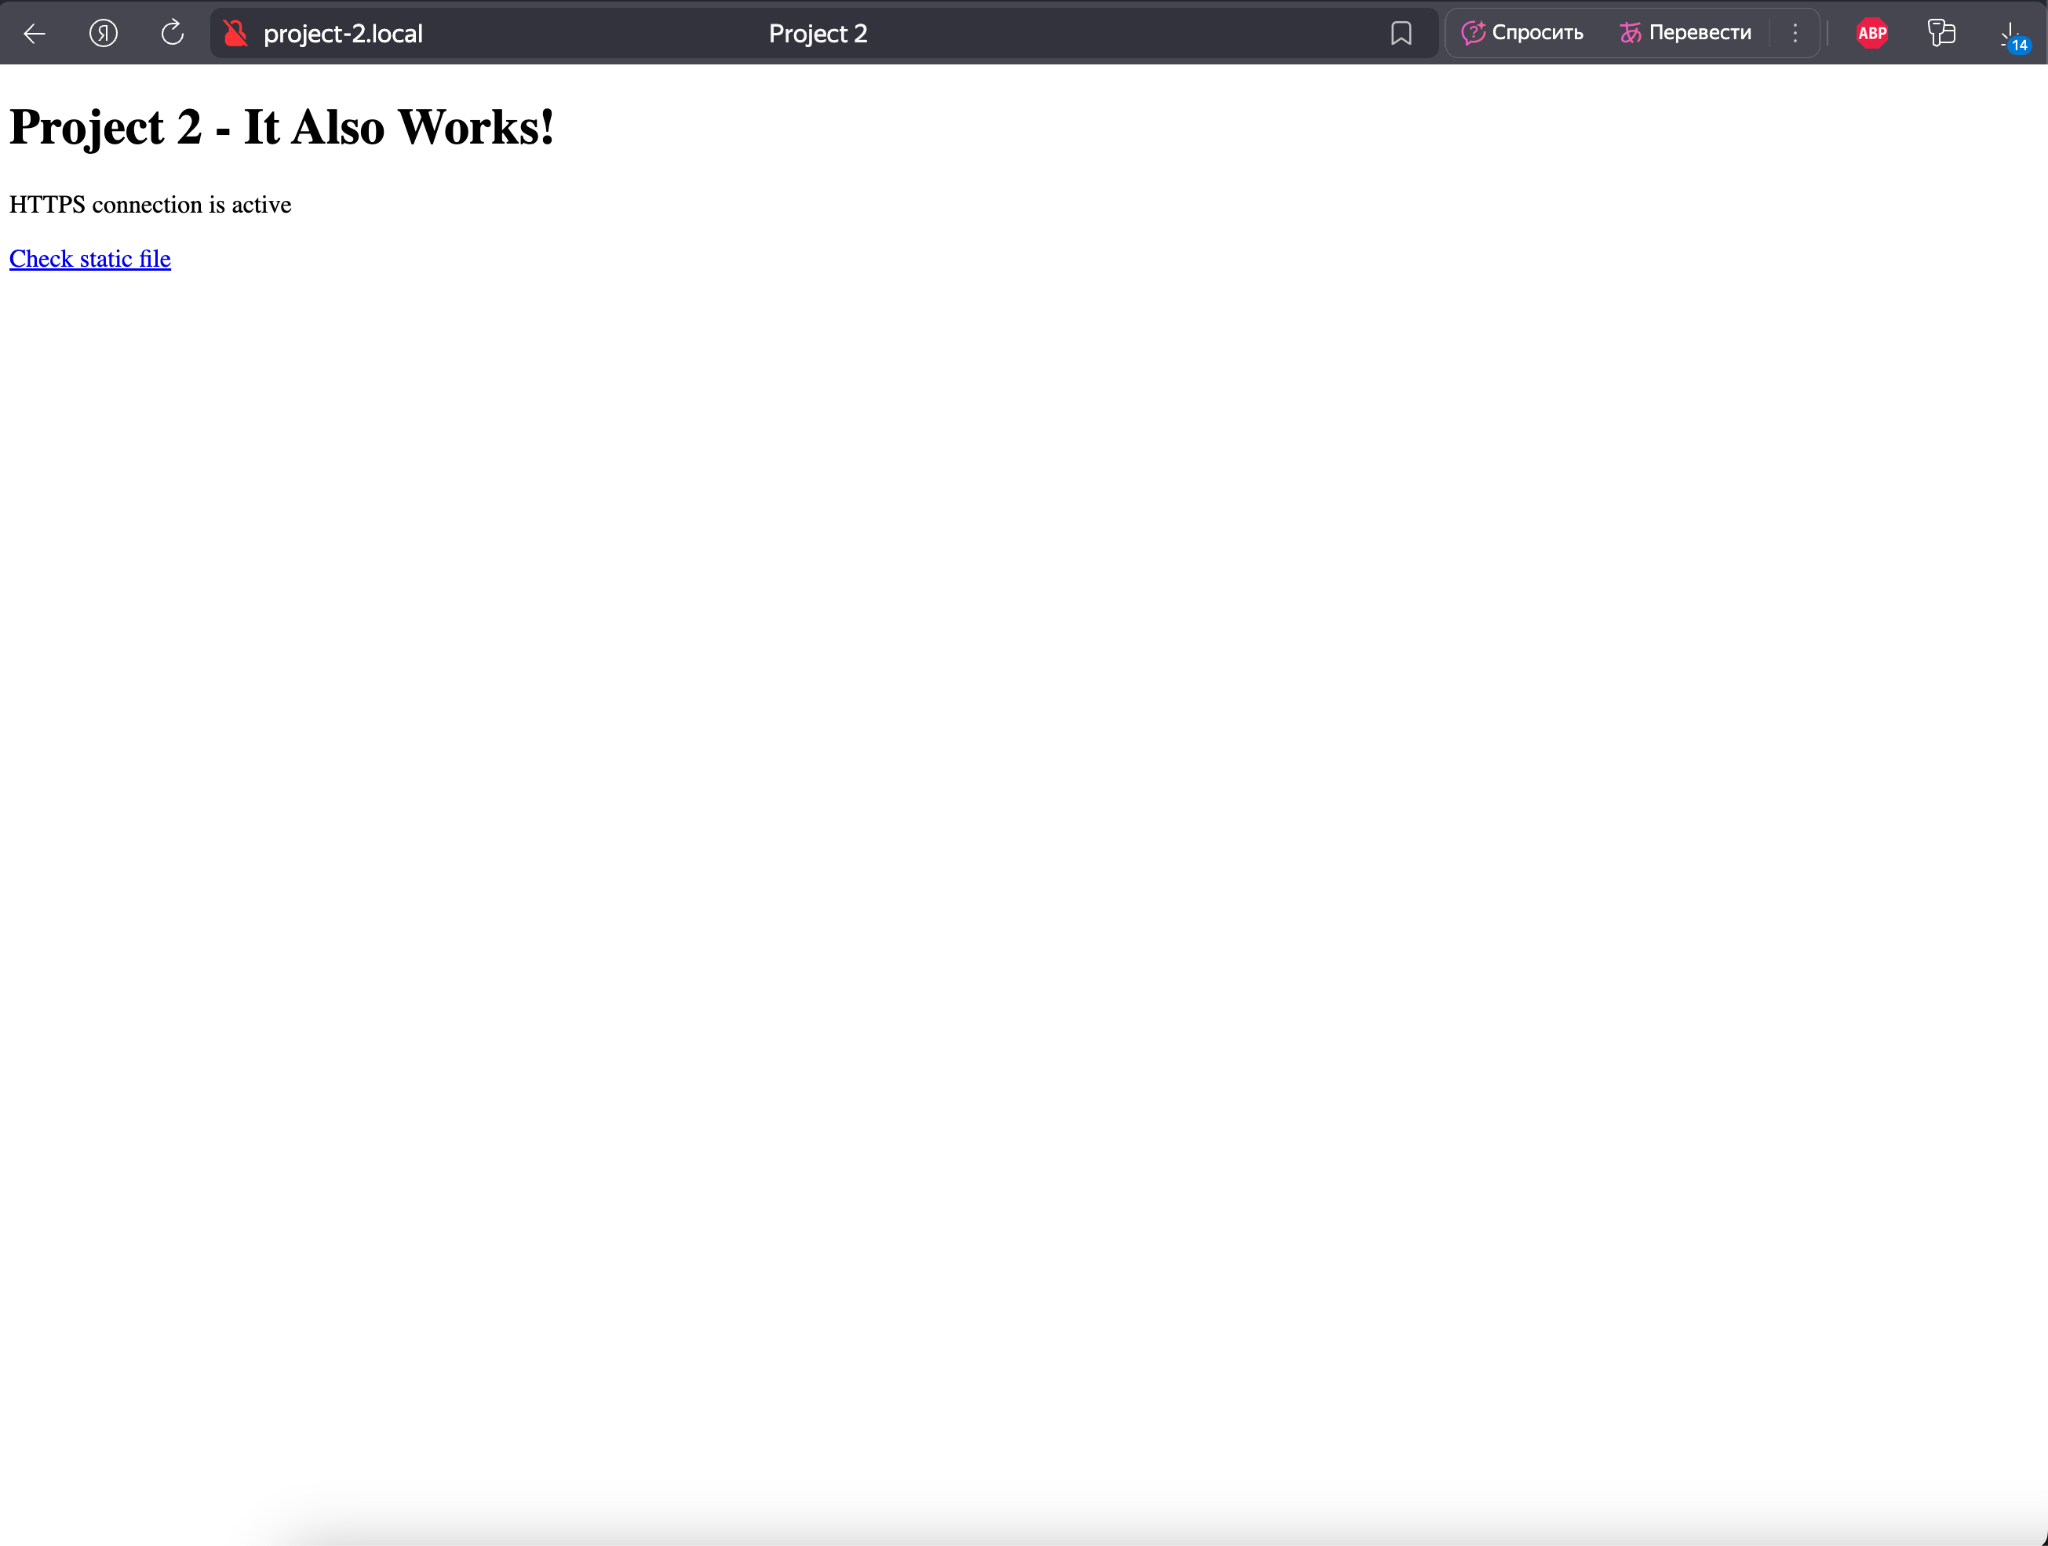 Я project-2.local Project 2 Спросить Перевести ABP 14
Project 2 - It Also Works!
HTTPS connection is active
Check static file